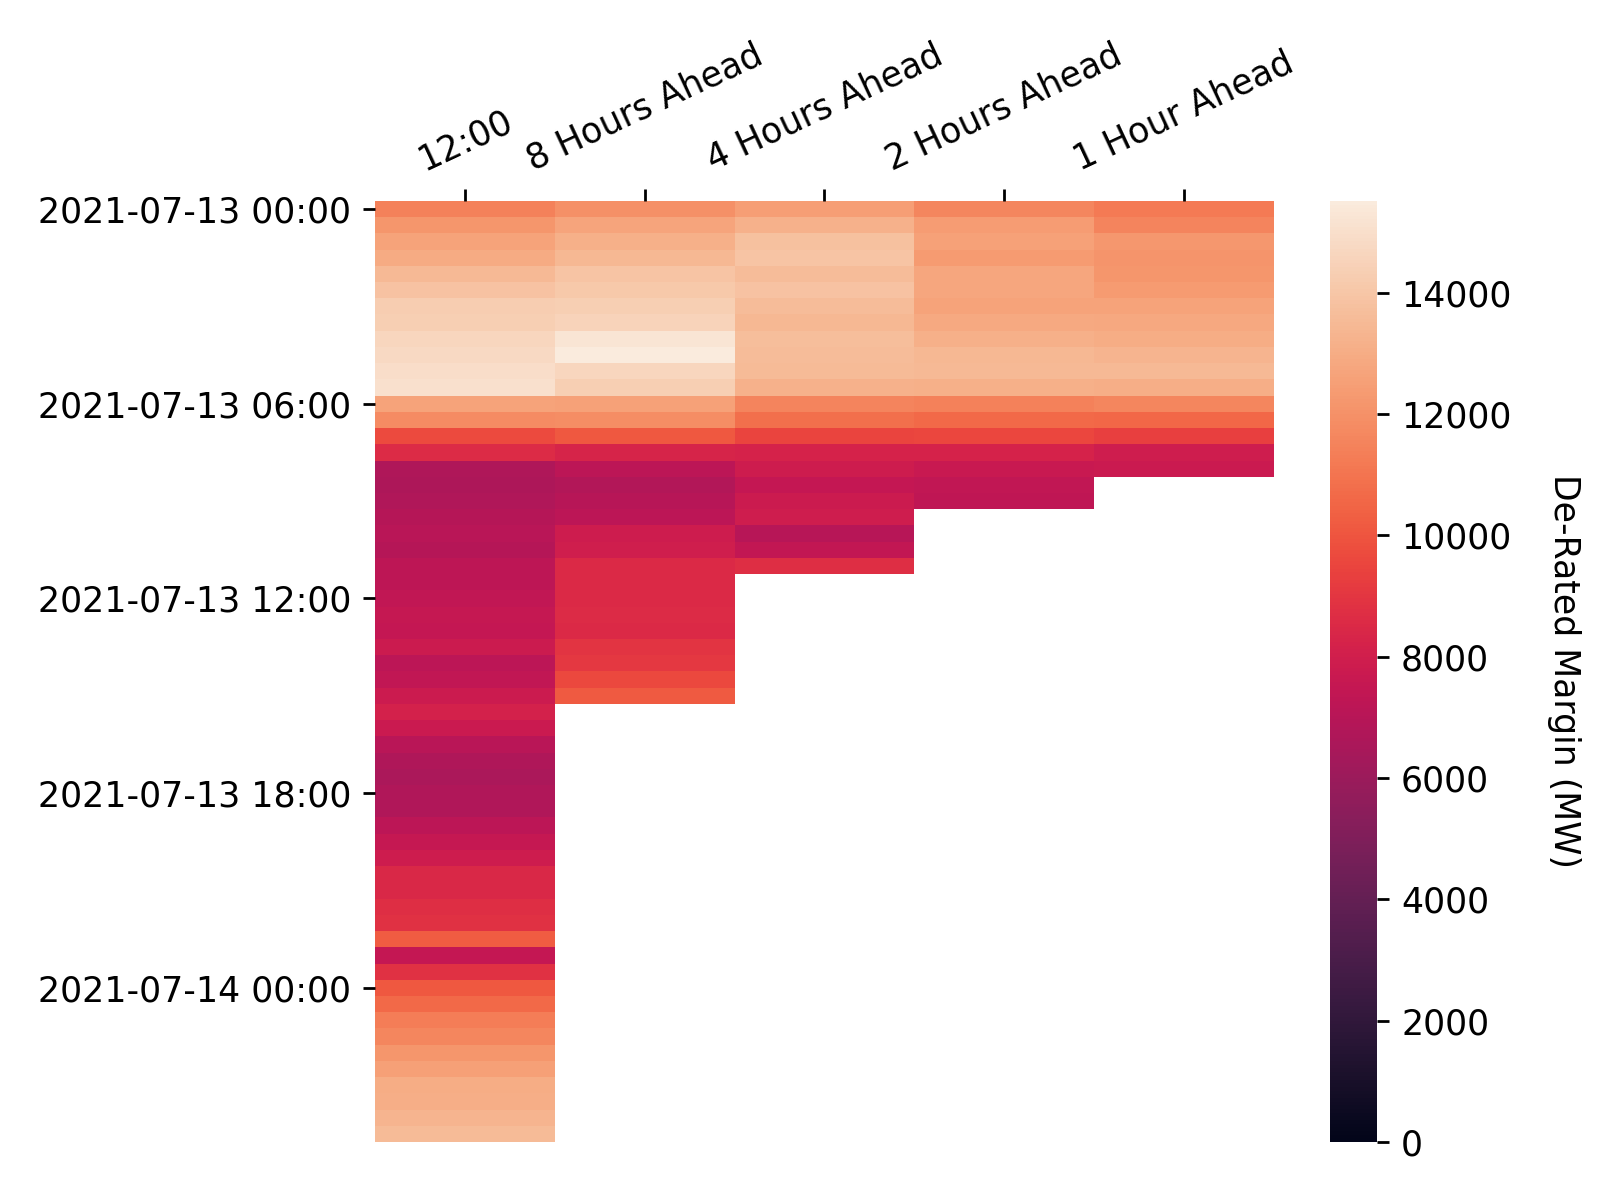 12:00
8 Hours Ahead
4 Hours Ahead
2 Hours Ahead
1 Hour Ahead
2021-07-13 00:00
2021-07-13 06:00
2021-07-13 12:00
2021-07-13 18:00
2021-07-14 00:00
14000
12000
10000
8000
6000
4000
2000
0
De-Rated Margin (MW)